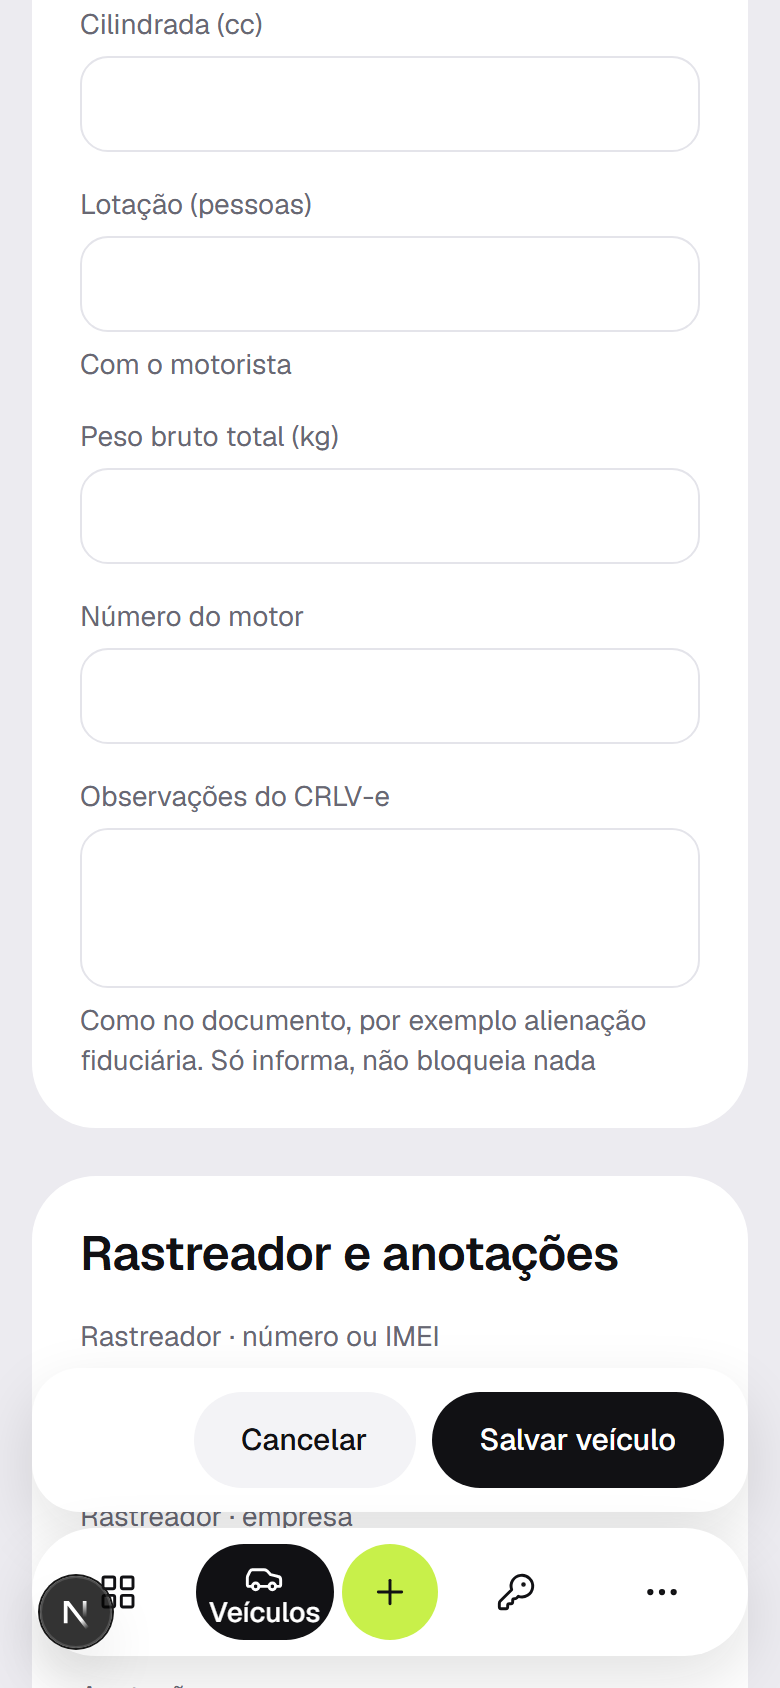 Cilindrada (cc)
Lotação (pessoas)
Com o motorista
Peso bruto total (kg)
Número do motor
Observações do CRLV-e
Como no documento, por exemplo alienação
fiduciária. Só informa, não bloqueia nada
Rastreador e anotações
Rastreador · número ou IMEI
Cancelar
Salvar veículo
Rastreador · empresa
N
Veículos